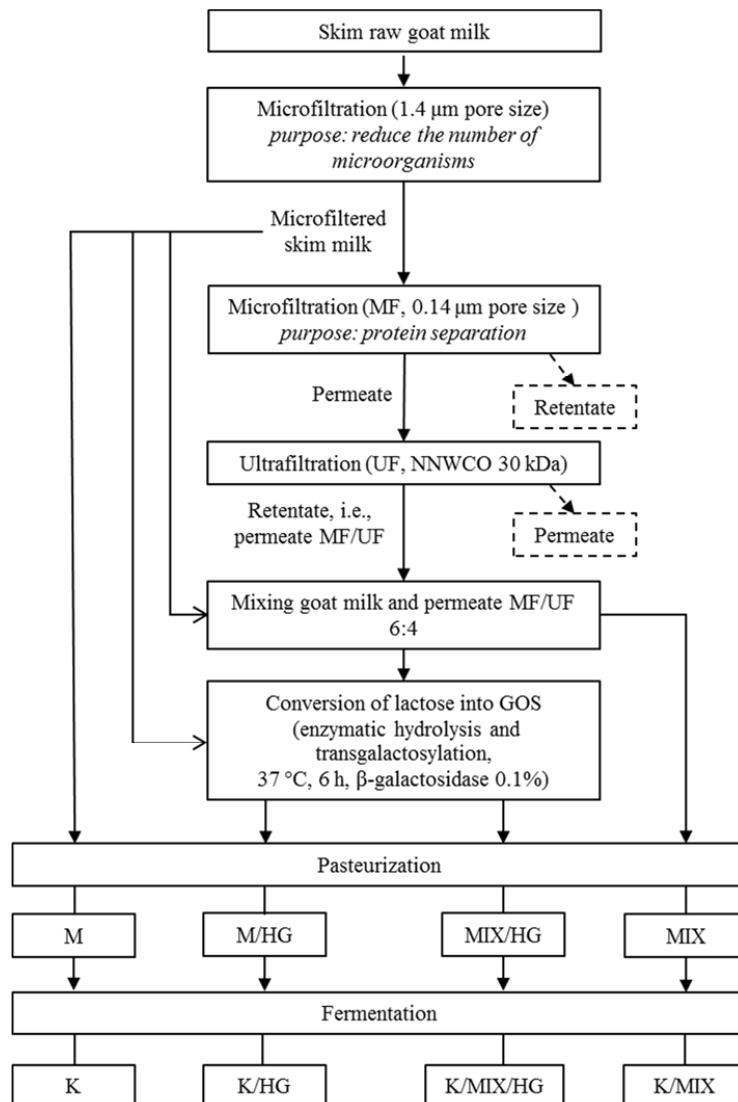 Skim raw goat milk
Microfiltration (1.4 μm pore size)
purpose: reduce the number of
microorganisms
Microfiltered
skim milk
Microfiltration (MF, 0.14 μm pore size )
purpose: protein separation
Permeate
Retentate
Ultrafiltration (UF, NNWCO 30 kDa)
Retentate, i.e.,
permeate MF/UF
Permeate
Mixing goat milk and permeate MF/UF
6:4
Conversion of lactose into GOS
(enzymatic hydrolysis and
transgalactosylation,
37 °C, 6 h, β-galactosidase 0.1%)
Pasteurization
M
M/HG
MIX/HG
MIX
Fermentation
K
K/HG
K/MIX/HG
K/MIX